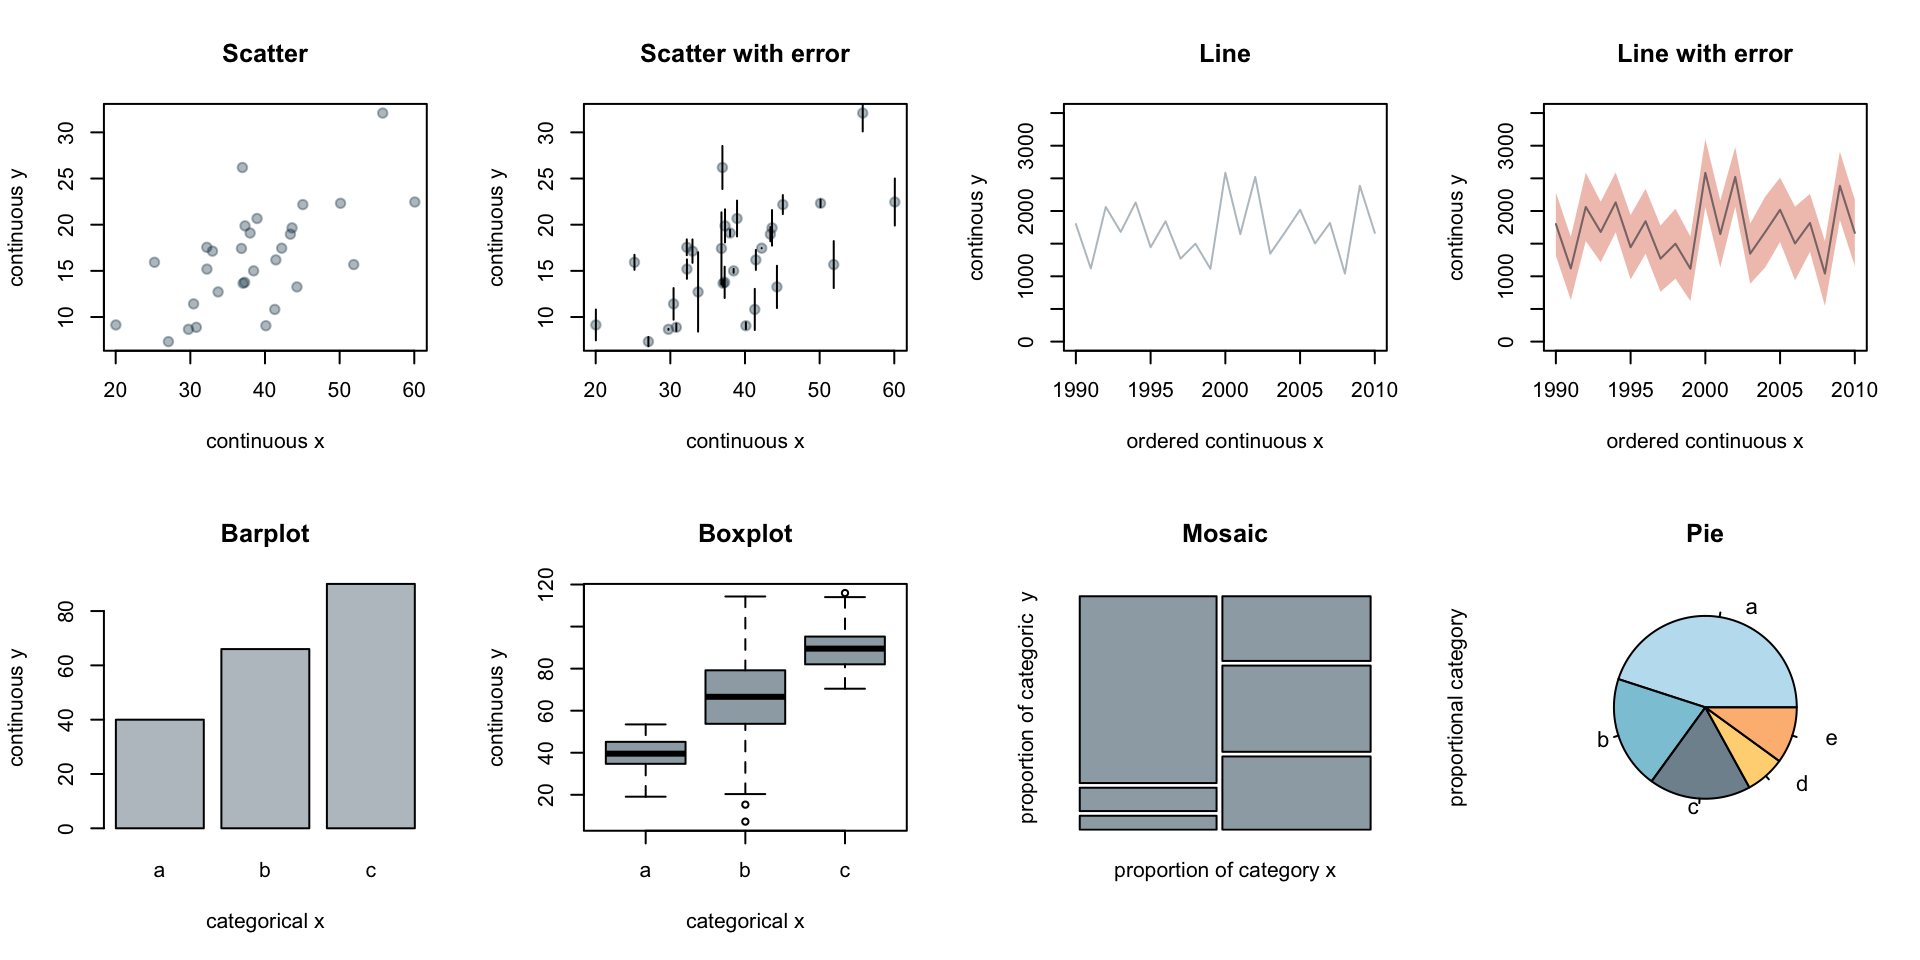 Scatter
continuous y
30
25
20
15
10
20 30 40 50 60
continuous x
Scatter with error
continuous y
30
25
20
15
10
20 30 40 50 60
continuous x
Line
continous y
3000
2000
1000
0
1990 1995 2000 2005 2010
ordered continuous x
Line with error
continous y
3000
2000
1000
0
1990 1995 2000 2005 2010
ordered continuous x
Barplot
continuous y
80
60
40
20
0
a b c
categorical x
Boxplot
continuous y
120
80
60
40
20
a b c
categorical x
Mosaic
proportion of categoric y
proportion of category x
Pie
proportional category
a
b
c
d
e